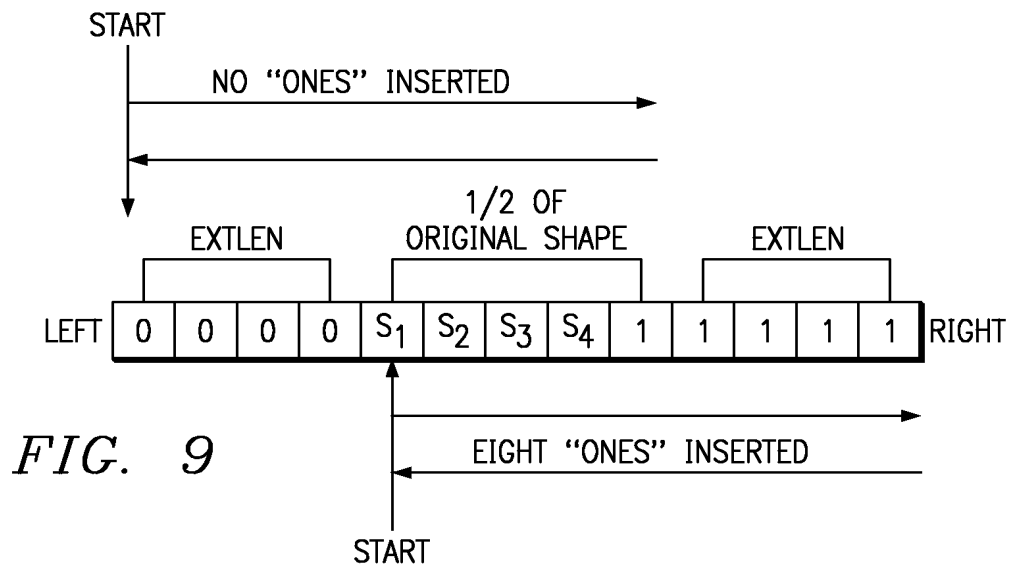 START
NO “ONES” INSERTED
1/2 OF
EXTLEN ORIGINAL SHAPE EXTLEN
LEFT 0 0 0 0 S1 S2 S3 S4 1 1 1 1 1 RIGHT
FIG. 9
EIGHT “ONES” INSERTED
START